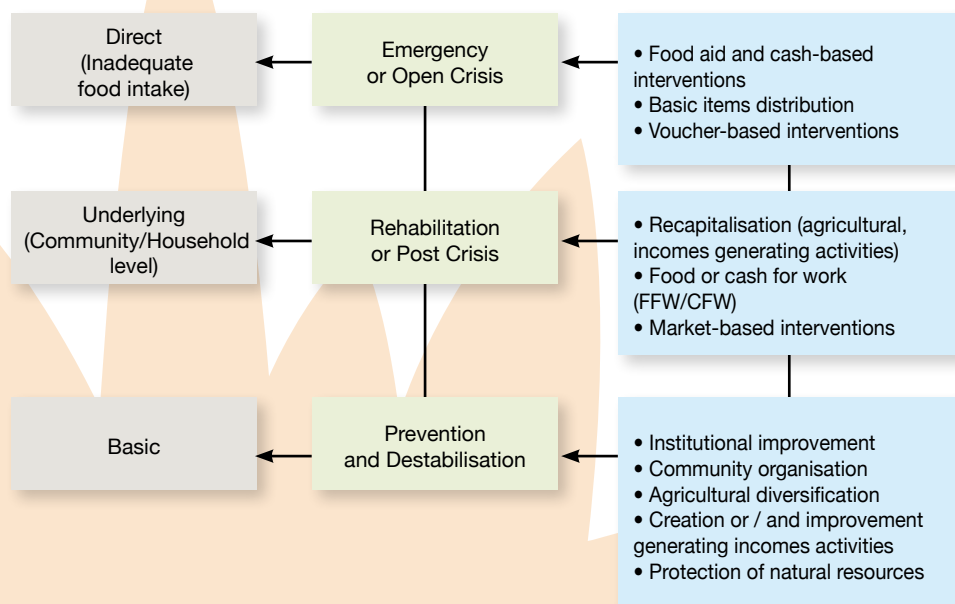 Direct
(Inadequate
food intake)
Emergency
or Open Crisis
• Food aid and cash-based
interventions
• Basic items distribution
• Voucher-based interventions
Underlying
(Community/Household
level)
Rehabilitation
or Post Crisis
• Recapitalisation (agricultural,
incomes generating activities)
• Food or cash for work
(FFW/CFW)
• Market-based interventions
Basic
Prevention
and Destabilisation
• Institutional improvement
• Community organisation
• Agricultural diversification
• Creation or / and improvement
generating incomes activities
• Protection of natural resources